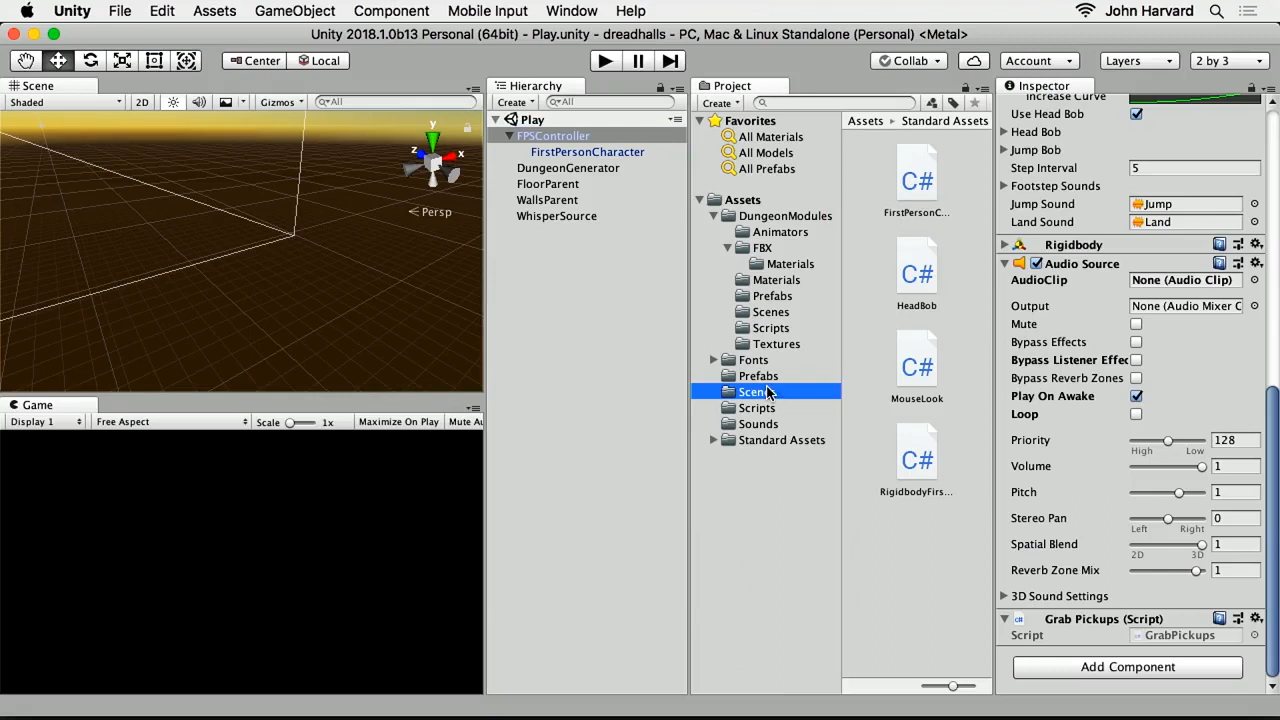 Unity File Edit Assets GameObject Component Mobile Input Window Help John Harvard
Unity 2018.1.0b13 Personal (64bit) - Play.unity - dreadhalls - PC, Mac & Linux Standalone (Personal) <Metal>
Center Local Collab Account Layers 2 by 3
Scene
Shaded 2D Gizmos All
y
z x
Persp
Game
Display 1 Free Aspect Scale 1x Maximize On Play Mute Au
Hierarchy
Create All
Play
FPSController
FirstPersonCharacter
DungeonGenerator
FloorParent
WallsParent
WhisperSource
Project
Create
Favorites
All Materials
All Models
All Prefabs
Assets
DungeonModules
Animators
FBX
Materials
Materials
Prefabs
Scenes
Scripts
Textures
Fonts
Prefabs
Scen
Scripts
Sounds
Standard Assets
Assets Standard Assets
C#
FirstPersonC...
C#
HeadBob
C#
MouseLook
C#
RigidbodyFirs...
Inspector
Increase Curve
Use Head Bob
Head Bob
Jump Bob
Step Interval 5
Footstep Sounds
Jump Sound Jump
Land Sound Land
Rigidbody
Audio Source
AudioClip None (Audio Clip)
Output None (Audio Mixer C
Mute
Bypass Effects
Bypass Listener Effec
Bypass Reverb Zones
Play On Awake
Loop
Priority 128
High Low
Volume 1
Pitch 1
Stereo Pan 0
Left Right
Spatial Blend 1
2D 3D
Reverb Zone Mix 1
3D Sound Settings
Grab Pickups (Script)
Script GrabPickups
Add Component